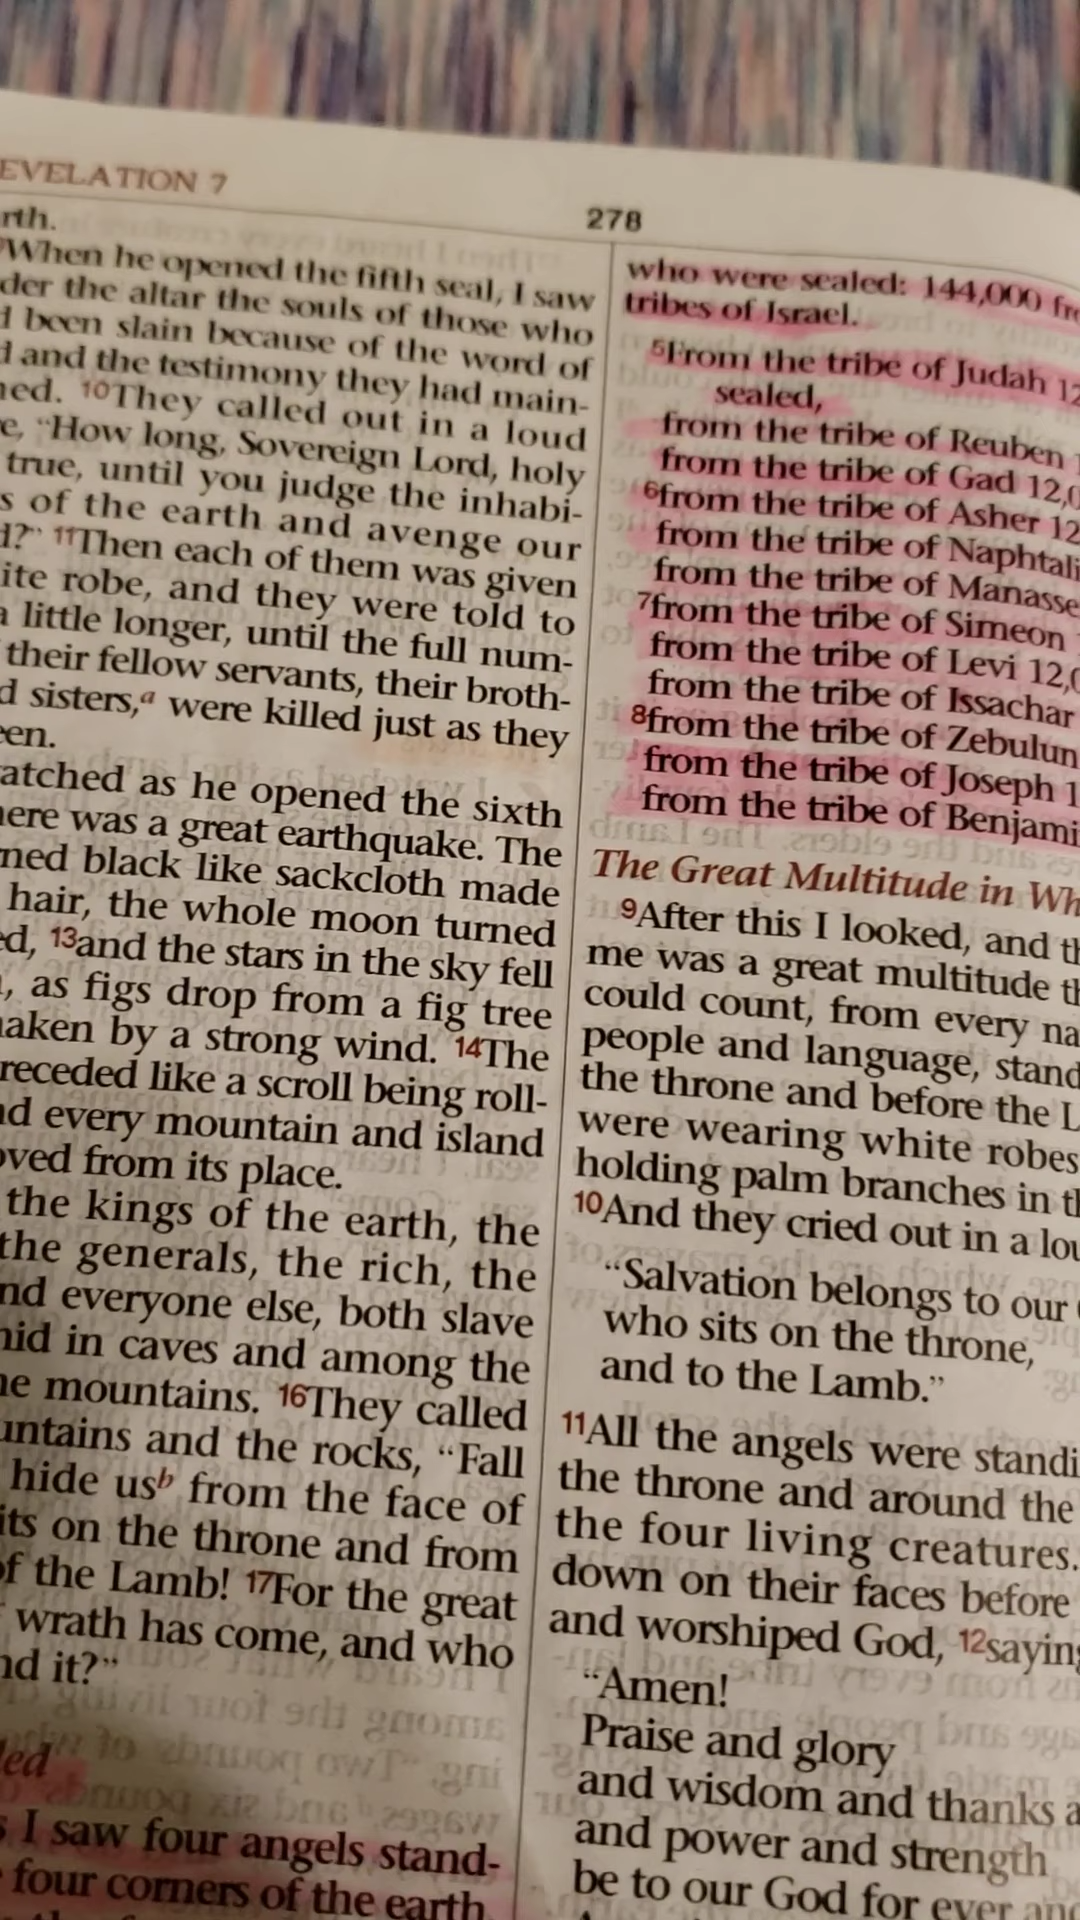 EVELATION 7
278
rth.
When he opened the fifth seal, I saw
der the altar the souls of those who
d been slain because of the word of
d and the testimony they had main-
ned. 10They called out in a loud
e, “How long, Sovereign Lord, holy
true, until you judge the inhabi-
s of the earth and avenge our
d?” 11Then each of them was given
ite robe, and they were told to
a little longer, until the full num-
their fellow servants, their broth-
d sisters,a were killed just as they
een.
atched as he opened the sixth
here was a great earthquake. The
ned black like sackcloth made
hair, the whole moon turned
ed, 13and the stars in the sky fell
, as figs drop from a fig tree
haken by a strong wind. 14The
receded like a scroll being roll-
nd every mountain and island
oved from its place.
the kings of the earth, the
the generals, the rich, the
nd everyone else, both slave
hid in caves and among the
he mountains. 16They called
untains and the rocks, “Fall
hide usb from the face of
its on the throne and from
of the Lamb! 17For the great
wrath has come, and who
nd it?”
led
s I saw four angels stand-
four corners of the earth,
who were sealed: 144,000 fro
tribes of Israel.
5From the tribe of Judah 12
sealed,
from the tribe of Reuben 1
from the tribe of Gad 12,0
6from the tribe of Asher 12
from the tribe of Naphtali
from the tribe of Manasse
7from the tribe of Simeon 1
from the tribe of Levi 12,0
from the tribe of Issachar
8from the tribe of Zebulun
from the tribe of Joseph 1
from the tribe of Benjami
The Great Multitude in Wh
9After this I looked, and th
me was a great multitude th
could count, from every na
people and language, stand
the throne and before the L
were wearing white robes
holding palm branches in th
10And they cried out in a lou
“Salvation belongs to our G
who sits on the throne,
and to the Lamb.”
11All the angels were standi
the throne and around the
the four living creatures.
down on their faces before
and worshiped God, 12saying
“Amen!
Praise and glory
and wisdom and thanks a
and power and strength
be to our God for ever and